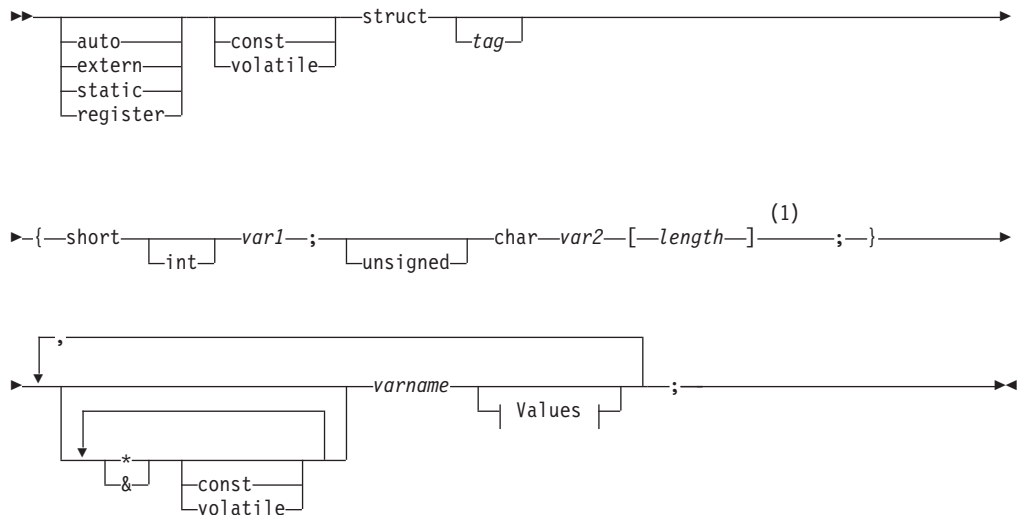 auto
extern
static
register
const
volatile
struct
tag
{ short int var1 ; unsigned char var2 [ length ] (1) ; }
,
*
&
const
volatile
varname
Values
;